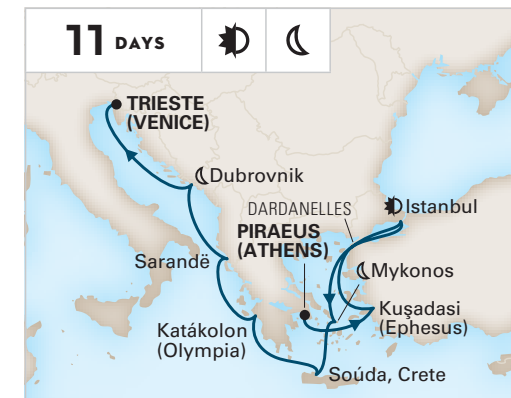 11 DAYS
TRIESTE
(VENICE)
Dubrovnik
DARDANELLES
Istanbul
PIRAEUS
(ATHENS)
Sarandë
Mykonos
Kuşadasi
(Ephesus)
Katákolon
(Olympia)
Soúda, Crete